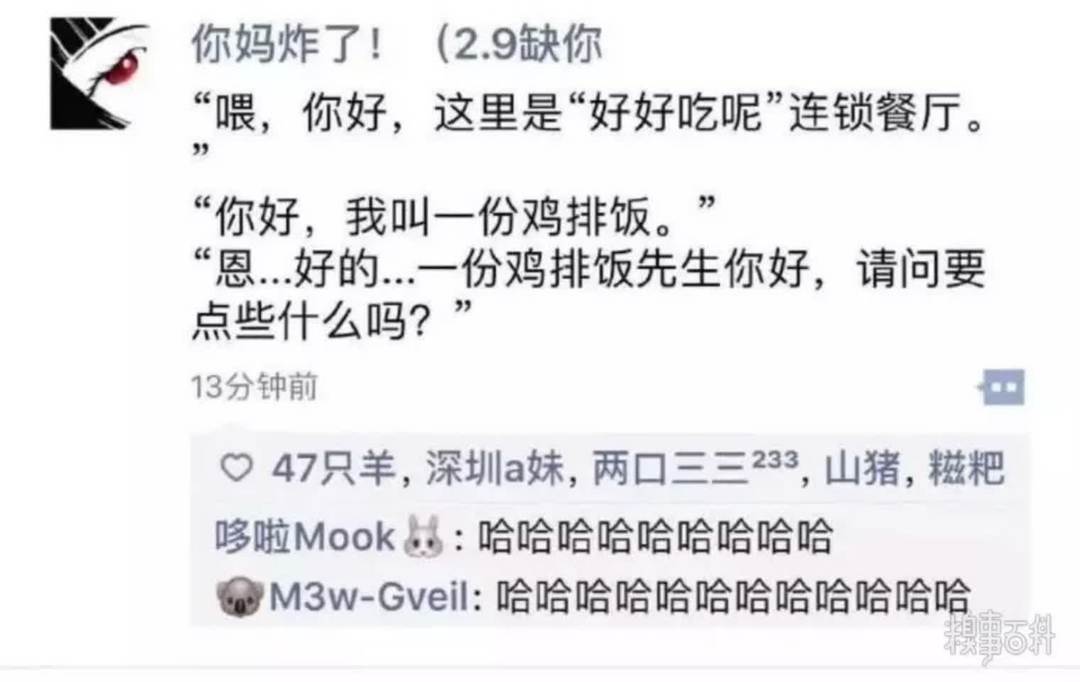 你妈炸了！（2.9缺你
“喂，你好，这里是“好好吃呢”连锁餐厅。
”
“你好，我叫一份鸡排饭。”
“恩...好的...一份鸡排饭先生你好，请问要
点些什么吗？”
13分钟前
♡ 47只羊, 深圳a妹, 两口三三²³³, 山猪, 糍粑
哆啦Mook🐰: 哈哈哈哈哈哈哈哈哈
🐨M3w-Gveil: 哈哈哈哈哈哈哈哈哈哈哈哈
糗事百科